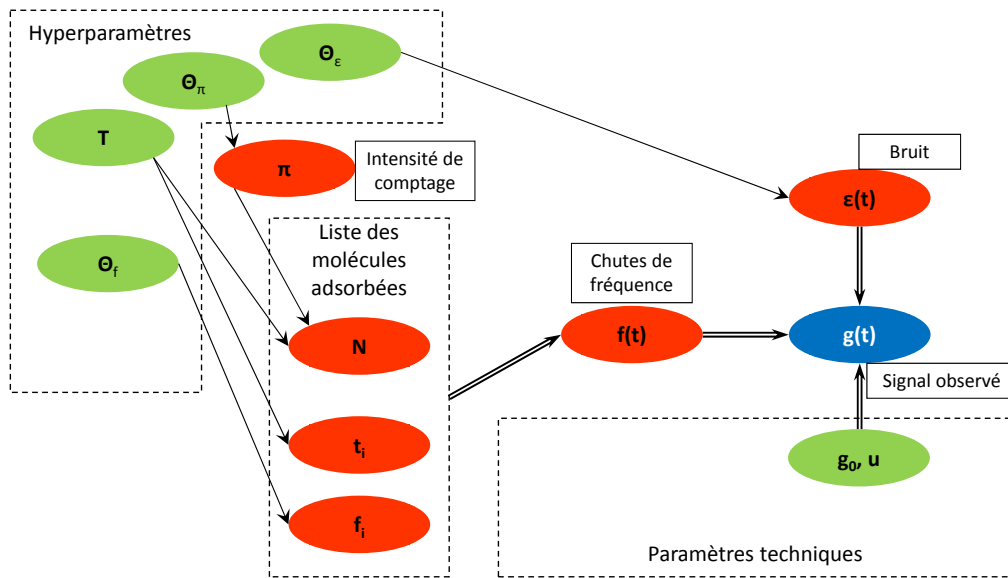 Hyperparamètres
Θε
Θπ
T
π
Intensité de
comptage
Bruit
ε(t)
Θf
Liste des
molécules
adsorbées
Chutes de
fréquence
N
f(t)
g(t)
Signal observé
ti
g0, u
fi
Paramètres techniques